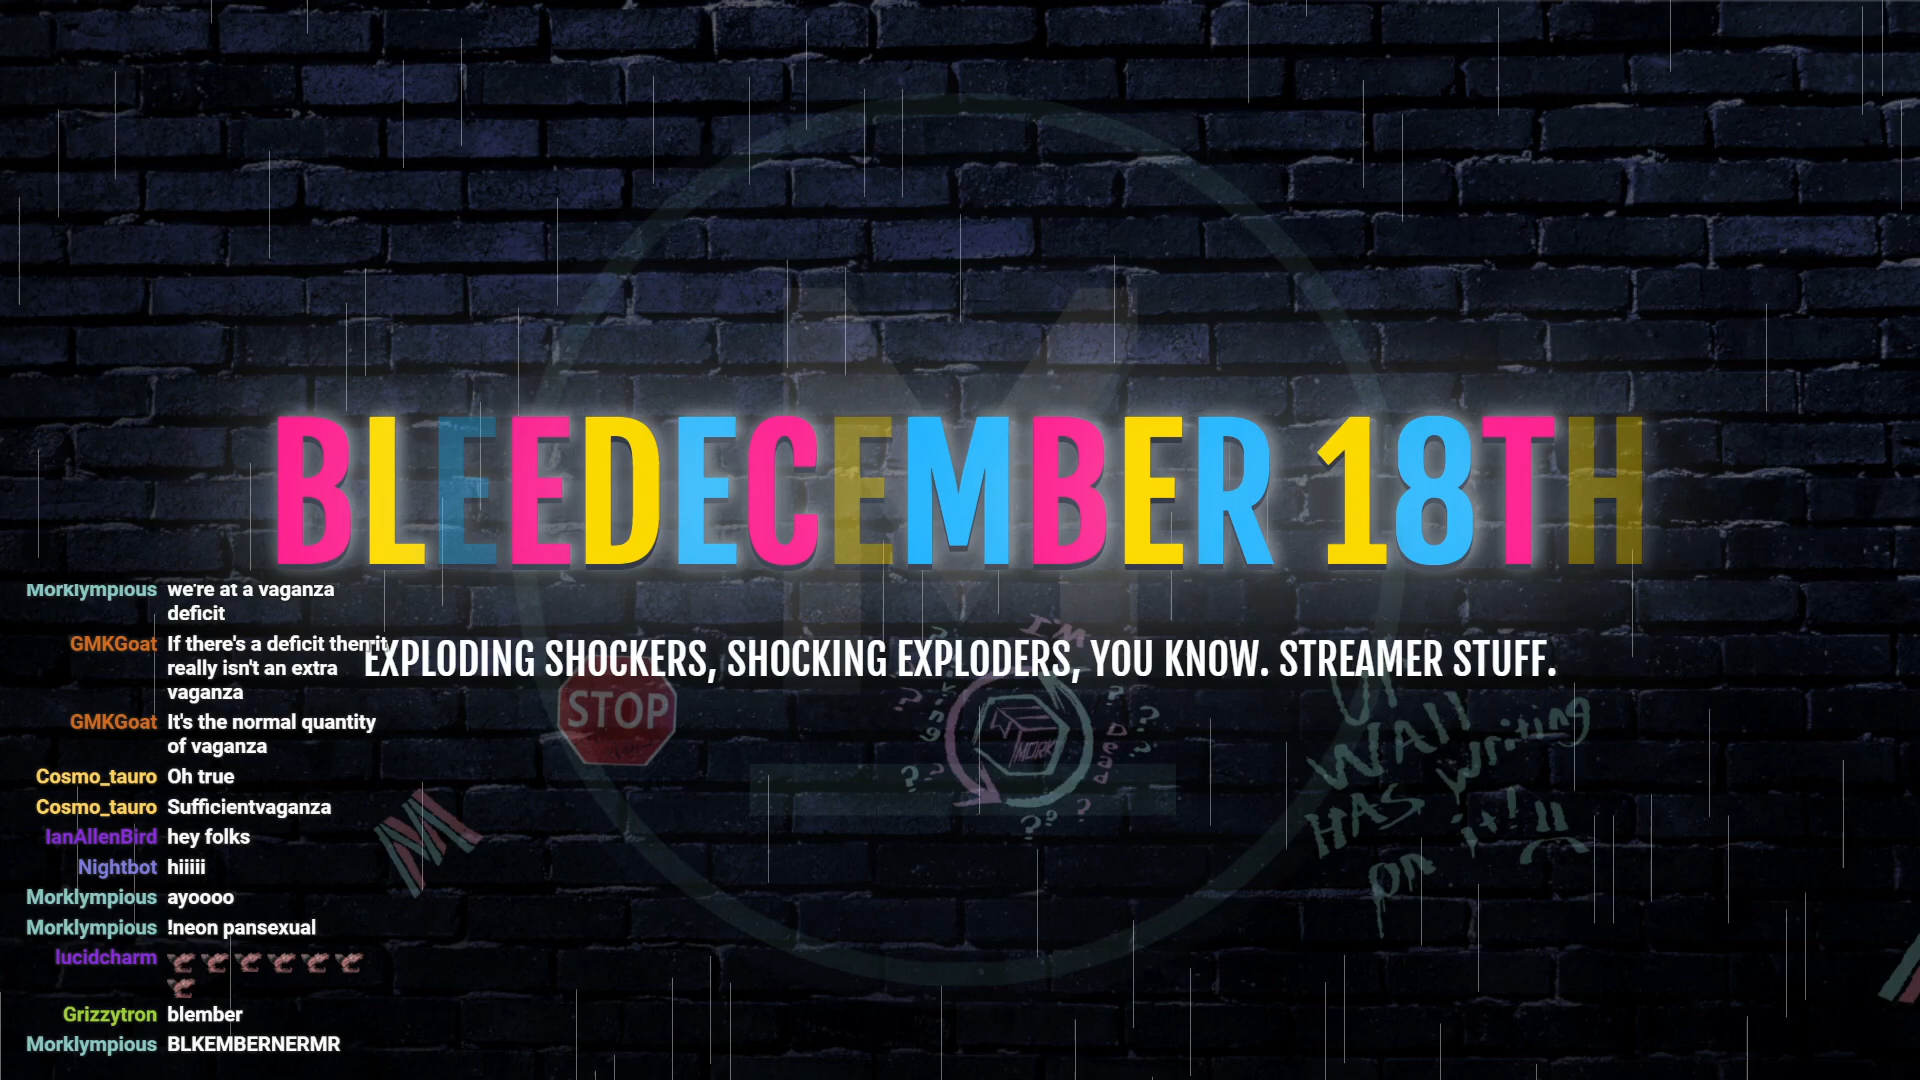 BLEEDECEMBER 18TH
EXPLODING SHOCKERS, SHOCKING EXPLODERS, YOU KNOW. STREAMER STUFF.
Morklympious we're at a vaganza
deficit
GMKGoat If there's a deficit then it
really isn't an extra
vaganza
GMKGoat It's the normal quantity
of vaganza
Cosmo_tauro Oh true
Cosmo_tauro Sufficientvaganza
IanAllenBird hey folks
Nightbot hiiiii
Morklympious ayoooo
Morklympious !neon pansexual
lucidcharm
Grizzytron blember
Morklympious BLKEMBERNERMR
STOP
I'M
MORK
DEAD
WAll
HAS writing
on it!
M